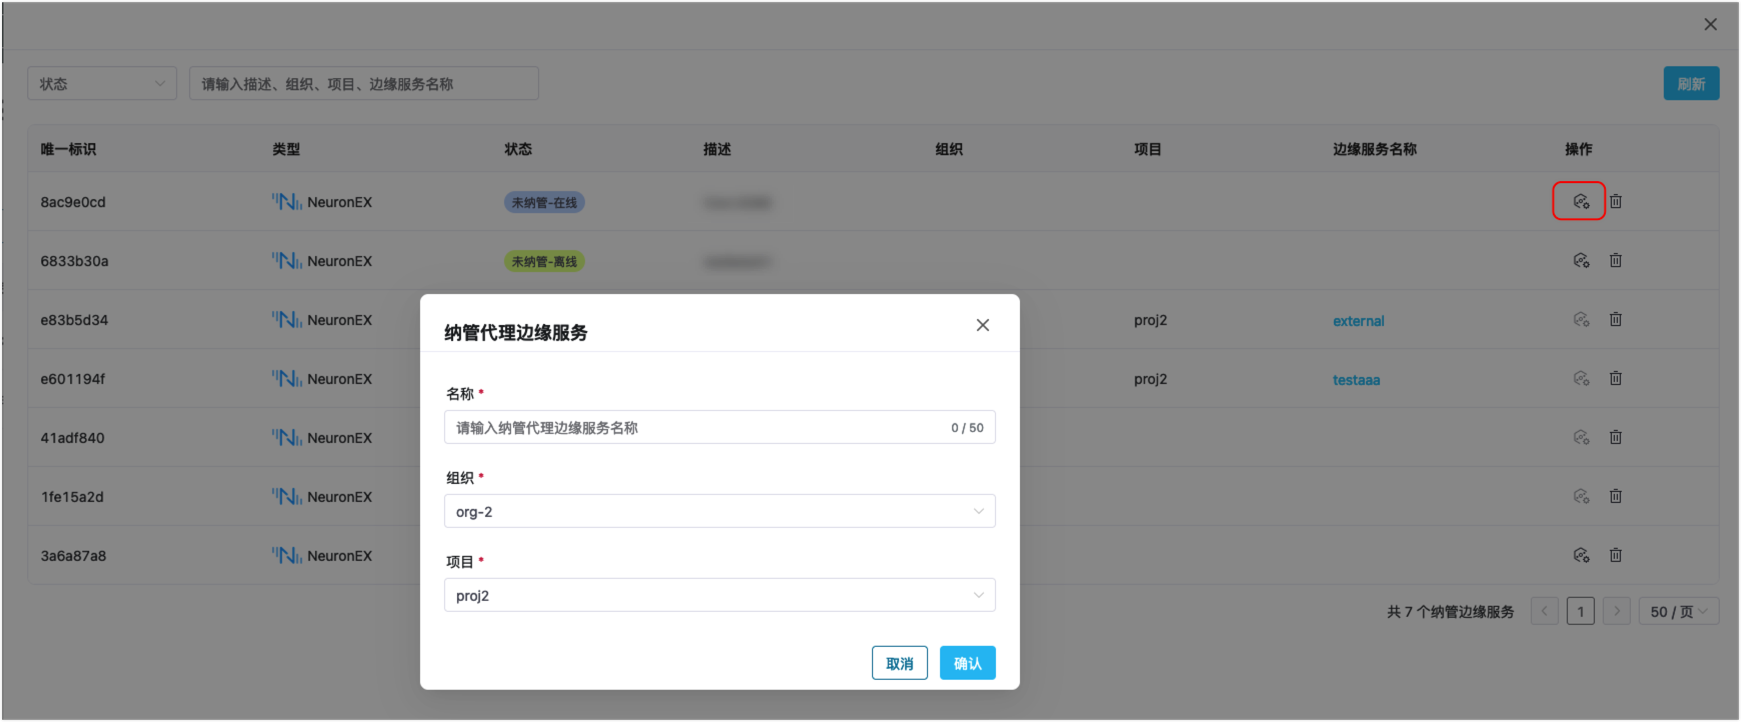 状态
请输入描述、组织、项目、边缘服务名称
刷新
唯一标识 类型 状态 描述 组织 项目 边缘服务名称 操作
8ac9e0cd NeuronEX 未纳管-在线
6833b30a NeuronEX 未纳管-离线
e83b5d34 NeuronEX proj2 external
e601194f NeuronEX proj2 testaaa
41adf840 NeuronEX
1fe15a2d NeuronEX
3a6a87a8 NeuronEX
纳管代理边缘服务
名称 *
请输入纳管代理边缘服务名称 0 / 50
组织 *
org-2
项目 *
proj2
取消 确认
共 7 个纳管边缘服务 1 50 / 页